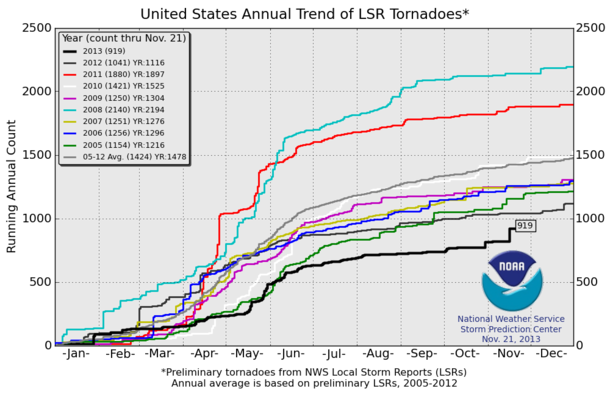 United States Annual Trend of LSR Tornadoes*
Year (count thru Nov. 21)
2013 (919)
2012 (1041) YR:1116
2011 (1880) YR:1897
2010 (1421) YR:1525
2009 (1250) YR:1304
2008 (2140) YR:2194
2007 (1251) YR:1276
2006 (1256) YR:1296
2005 (1154) YR:1216
05-12 Avg. (1424) YR:1478
Running Annual Count
2500 2500
2000 2000
1500 1500
1000 1000
500 500
0 0
919
NOAA
National Weather Service
Storm Prediction Center
Nov. 21, 2013
-Jan- -Feb- -Mar- -Apr- -May- -Jun- -Jul- -Aug- -Sep- -Oct- -Nov- -Dec-
*Preliminary tornadoes from NWS Local Storm Reports (LSRs)
Annual average is based on preliminary LSRs, 2005-2012